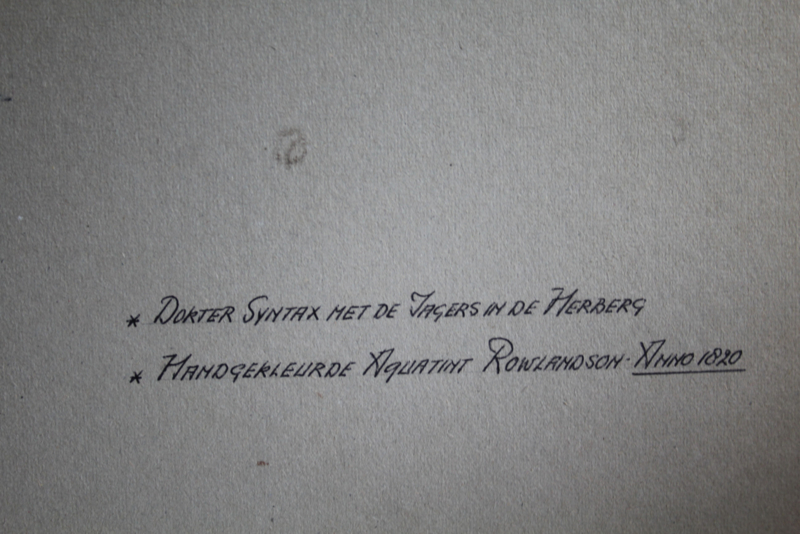 * Dokter Syntax met de Jagers in de Herberg
* Handgekleurde Aquatint Rowlandson - Anno 1820